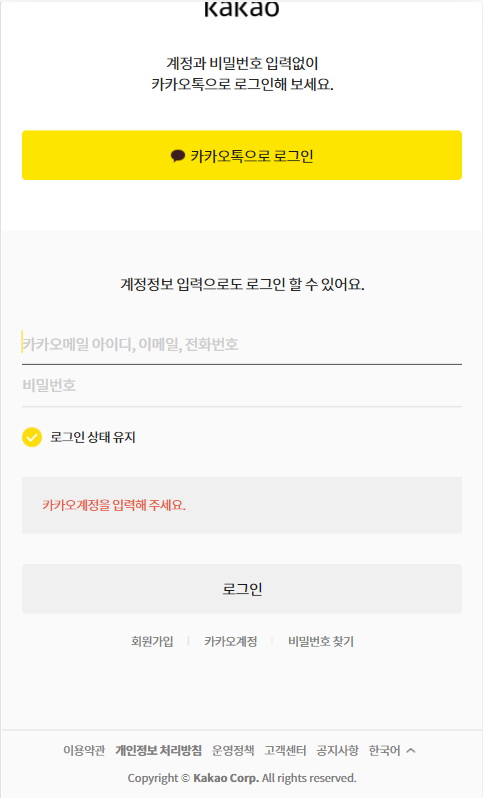 kakao
계정과 비밀번호 입력없이
카카오톡으로 로그인해 보세요.
카카오톡으로 로그인
계정정보 입력으로도 로그인 할 수 있어요.
카카오메일 아이디, 이메일, 전화번호
비밀번호
로그인 상태 유지
카카오계정을 입력해 주세요.
로그인
회원가입 | 카카오계정 | 비밀번호 찾기
이용약관 개인정보 처리방침 운영정책 고객센터 공지사항 한국어
Copyright © Kakao Corp. All rights reserved.